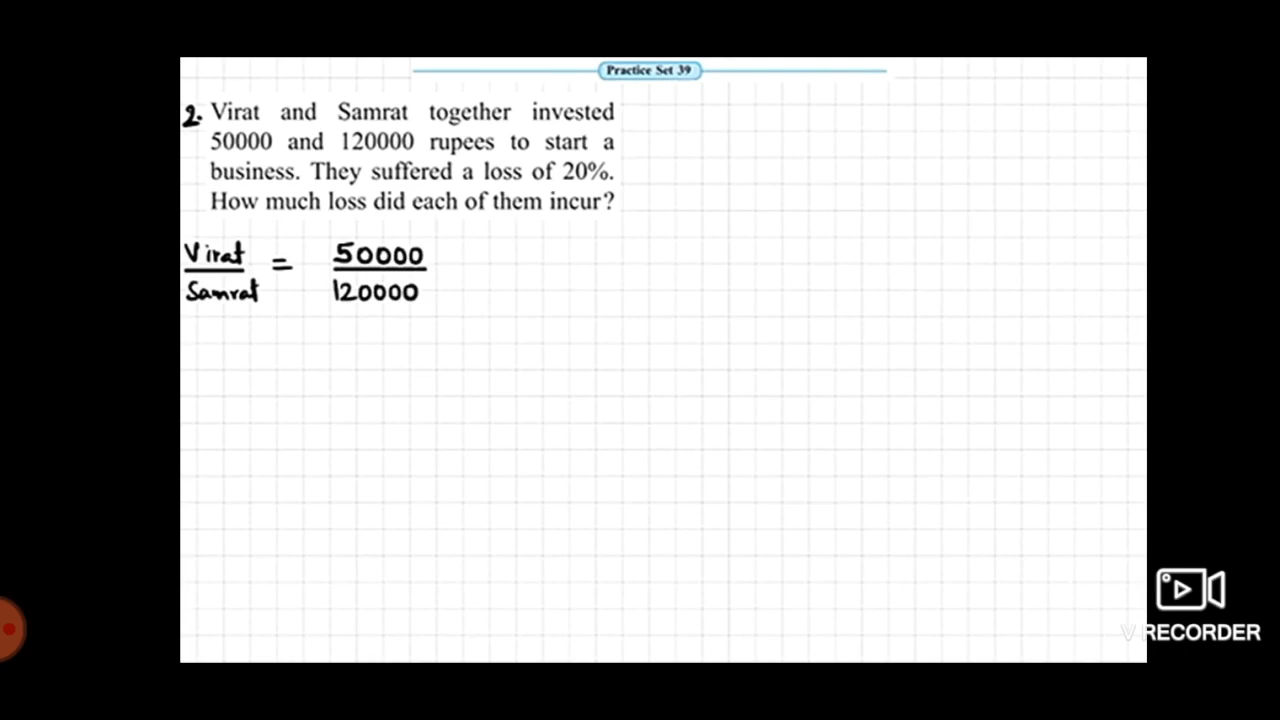 Practice Set 39
2. Virat and Samrat together invested
50000 and 120000 rupees to start a
business. They suffered a loss of 20%.
How much loss did each of them incur?
Virat = 50000
Samrat 120000
V RECORDER